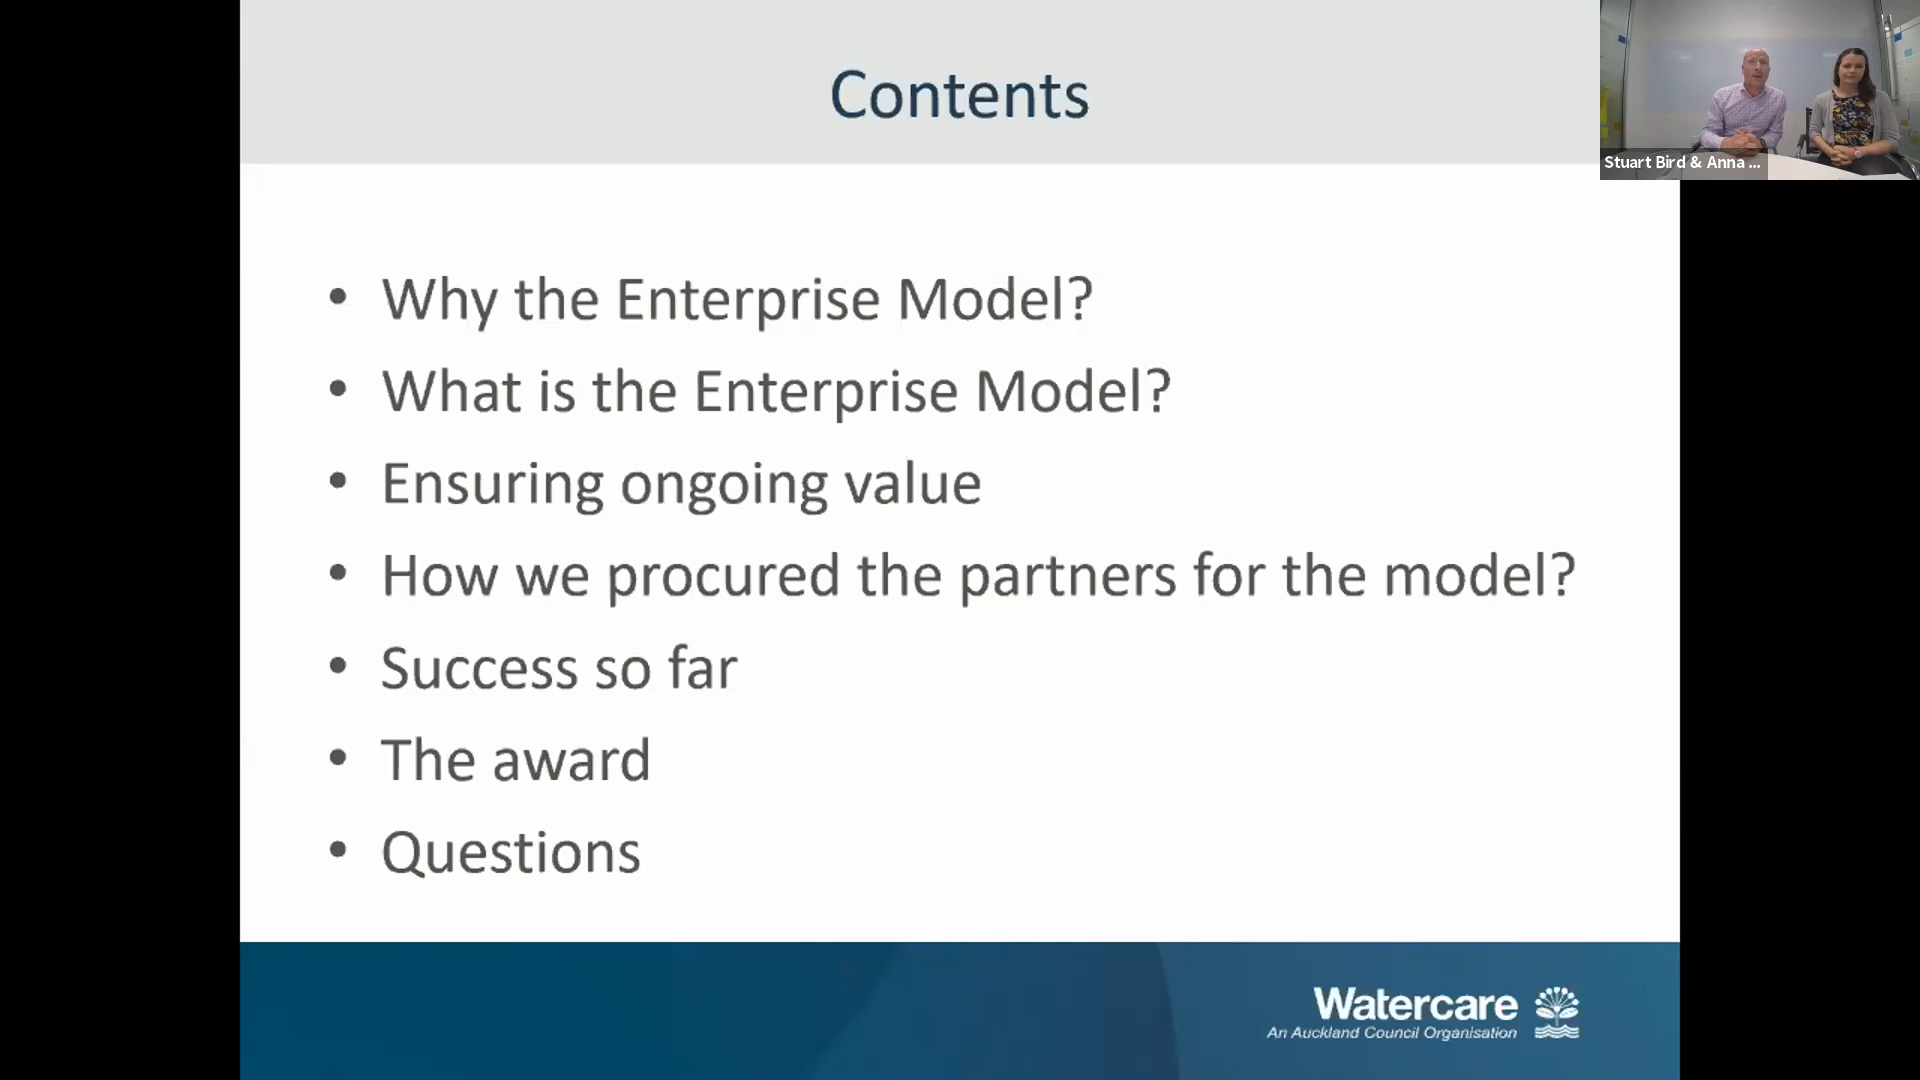 Contents
Stuart Bird & Anna ...
• Why the Enterprise Model?
• What is the Enterprise Model?
• Ensuring ongoing value
• How we procured the partners for the model?
• Success so far
• The award
• Questions
Watercare
An Auckland Council Organisation